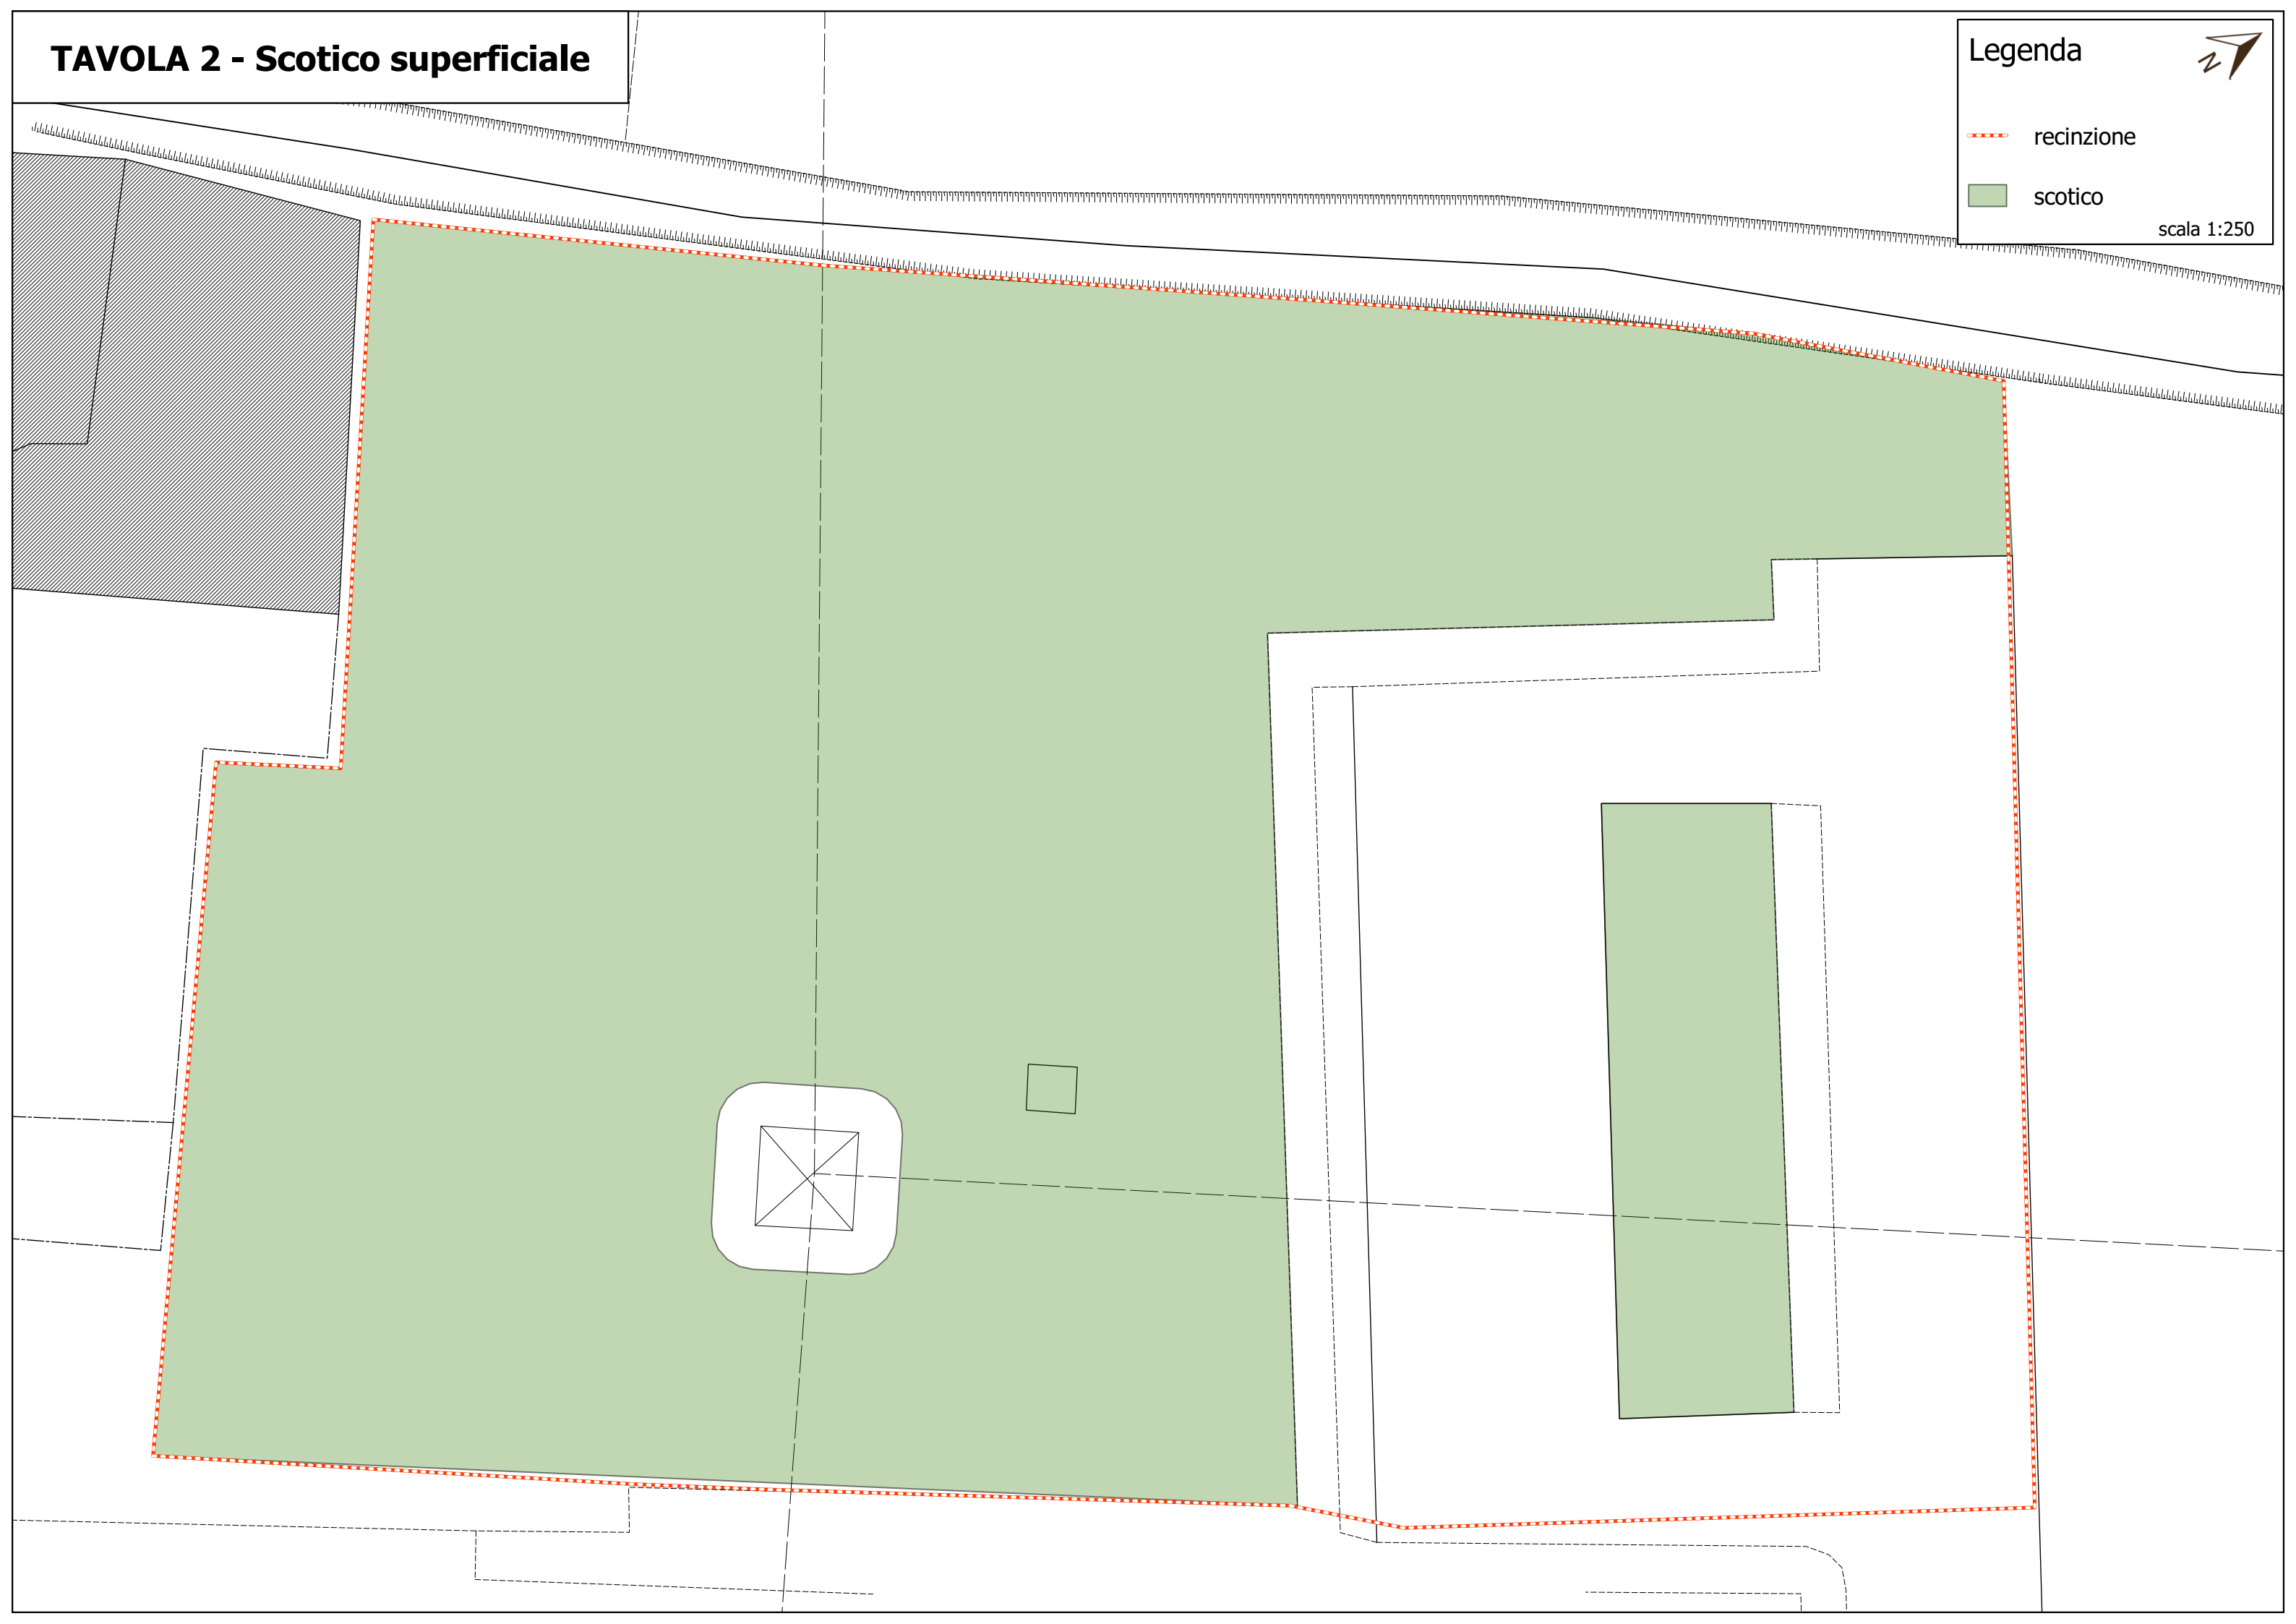 TAVOLA 2 - Scotico superficiale
Legenda
N
recinzione
scotico
scala 1:250